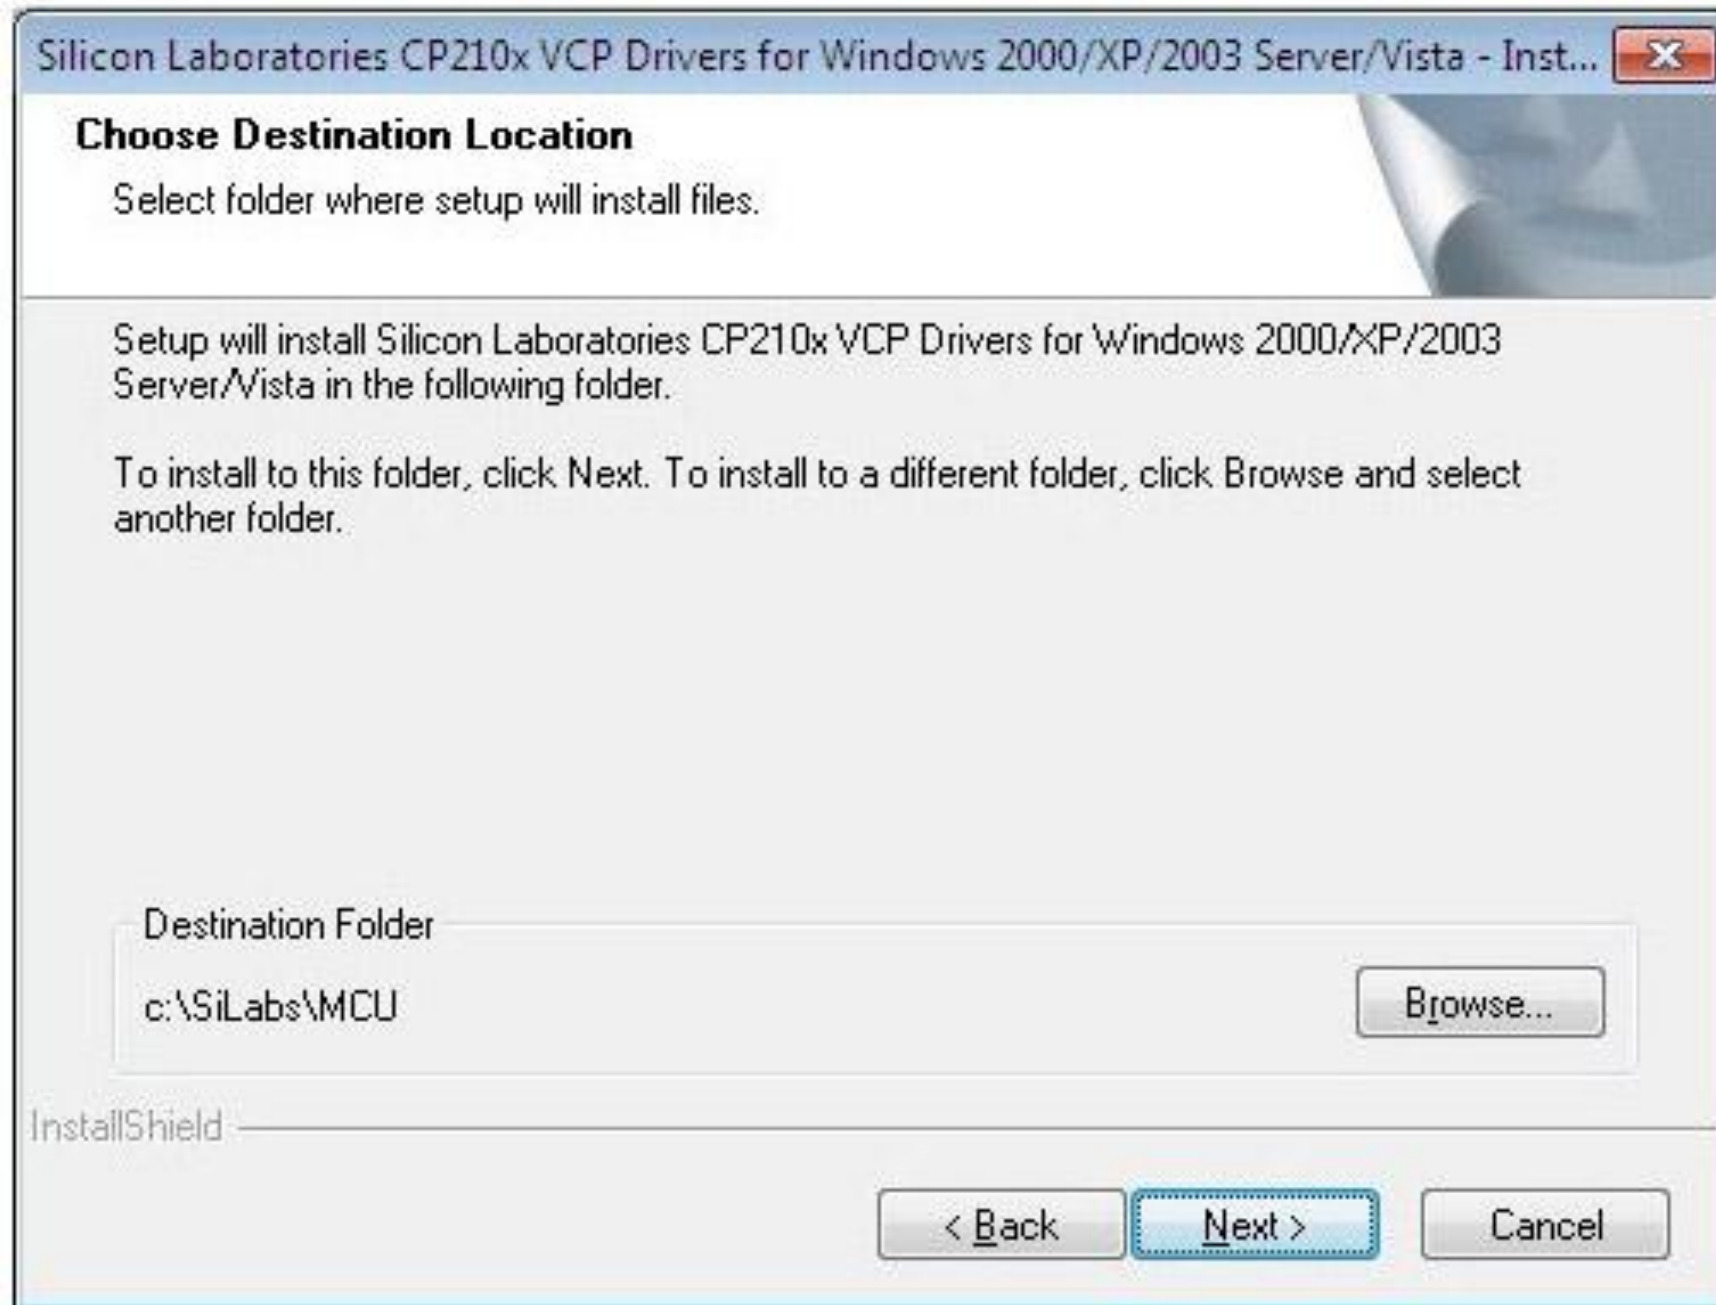 Silicon Laboratories CP210x VCP Drivers for Windows 2000/XP/2003 Server/Vista - Inst...
Choose Destination Location
Select folder where setup will install files.
Setup will install Silicon Laboratories CP210x VCP Drivers for Windows 2000/XP/2003
Server/Vista in the following folder.
To install to this folder, click Next. To install to a different folder, click Browse and select
another folder.
Destination Folder
c:\SiLabs\MCU
Browse...
InstallShield
< Back
Next >
Cancel